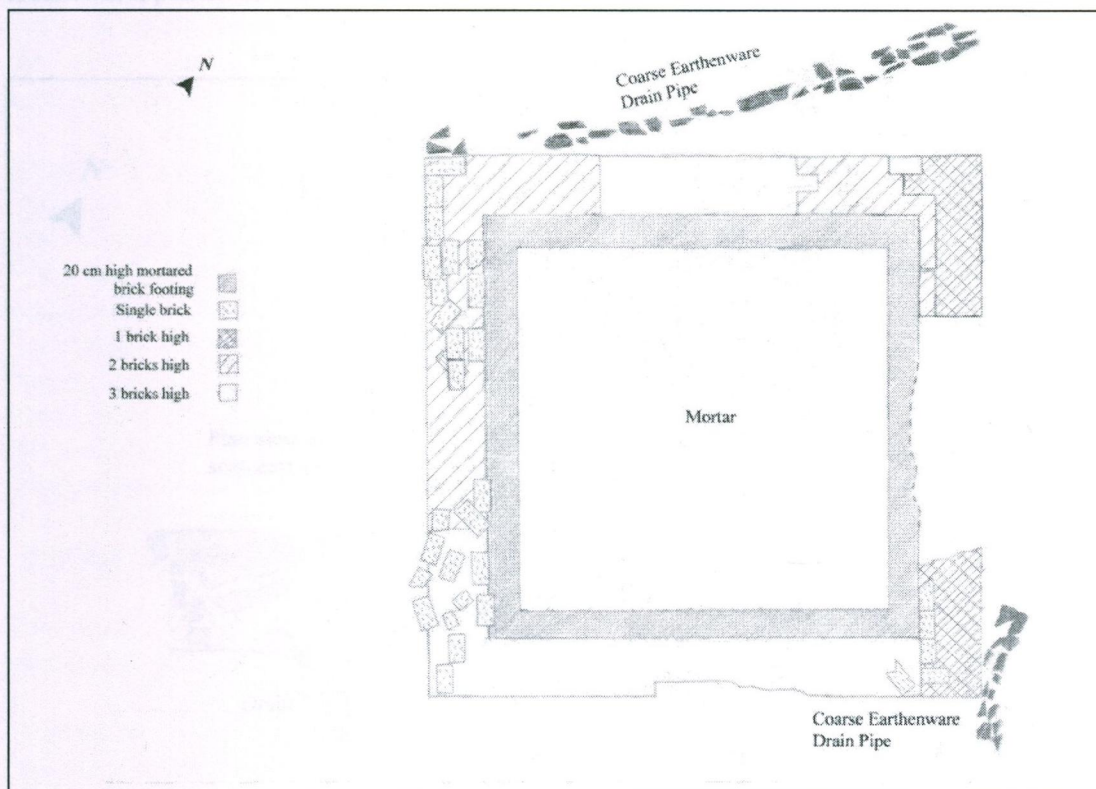 N
Coarse Earthenware
Drain Pipe
20 cm high mortared
brick footing
Single brick
1 brick high
2 bricks high
3 bricks high
Mortar
Coarse Earthenware
Drain Pipe